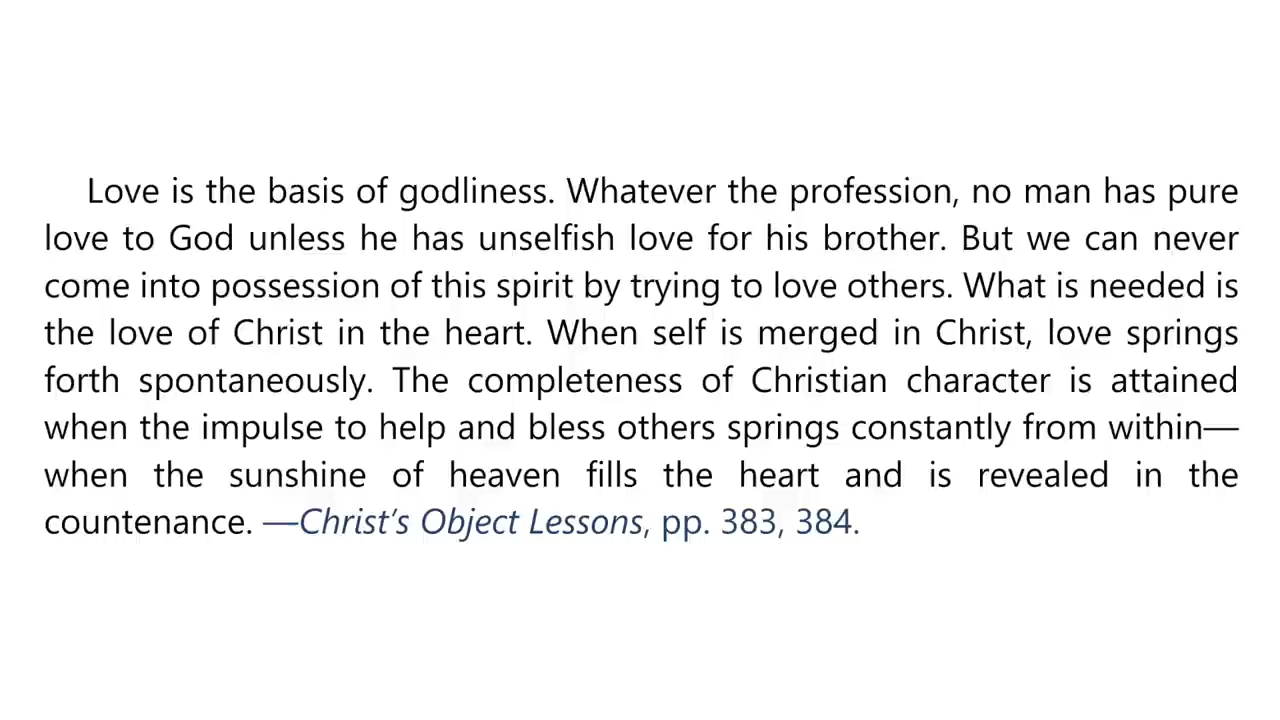 Love is the basis of godliness. Whatever the profession, no man has pure
love to God unless he has unselfish love for his brother. But we can never
come into possession of this spirit by trying to love others. What is needed is
the love of Christ in the heart. When self is merged in Christ, love springs
forth spontaneously. The completeness of Christian character is attained
when the impulse to help and bless others springs constantly from within—
when the sunshine of heaven fills the heart and is revealed in the
countenance. —Christ’s Object Lessons, pp. 383, 384.